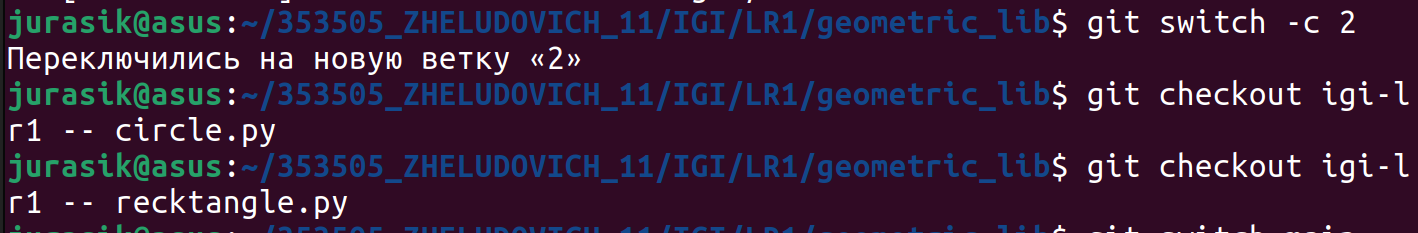 jurasik@asus:~/353505_ZHELUDOVICH_11/IGI/LR1/geometric_lib$ git switch -c 2
Переключились на новую ветку «2»
jurasik@asus:~/353505_ZHELUDOVICH_11/IGI/LR1/geometric_lib$ git checkout igi-l
r1 -- circle.py
jurasik@asus:~/353505_ZHELUDOVICH_11/IGI/LR1/geometric_lib$ git checkout igi-l
r1 -- recktangle.py